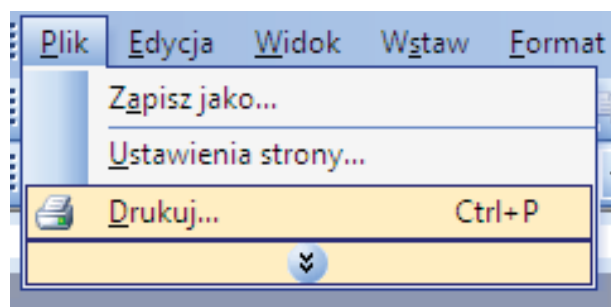 Plik Edycja Widok Wstaw Format
Zapisz jako...
Ustawienia strony...
Drukuj... Ctrl+P